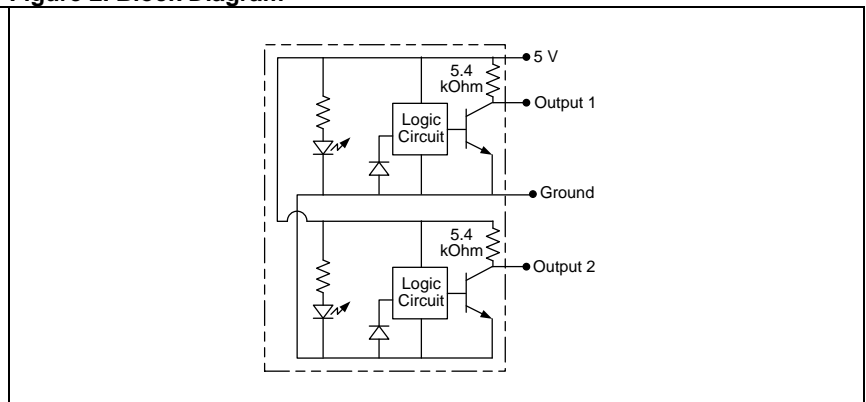 Figure 2. Block Diagram
5 V
5.4
kOhm
Output 1
Logic
Circuit
Ground
5.4
kOhm
Output 2
Logic
Circuit